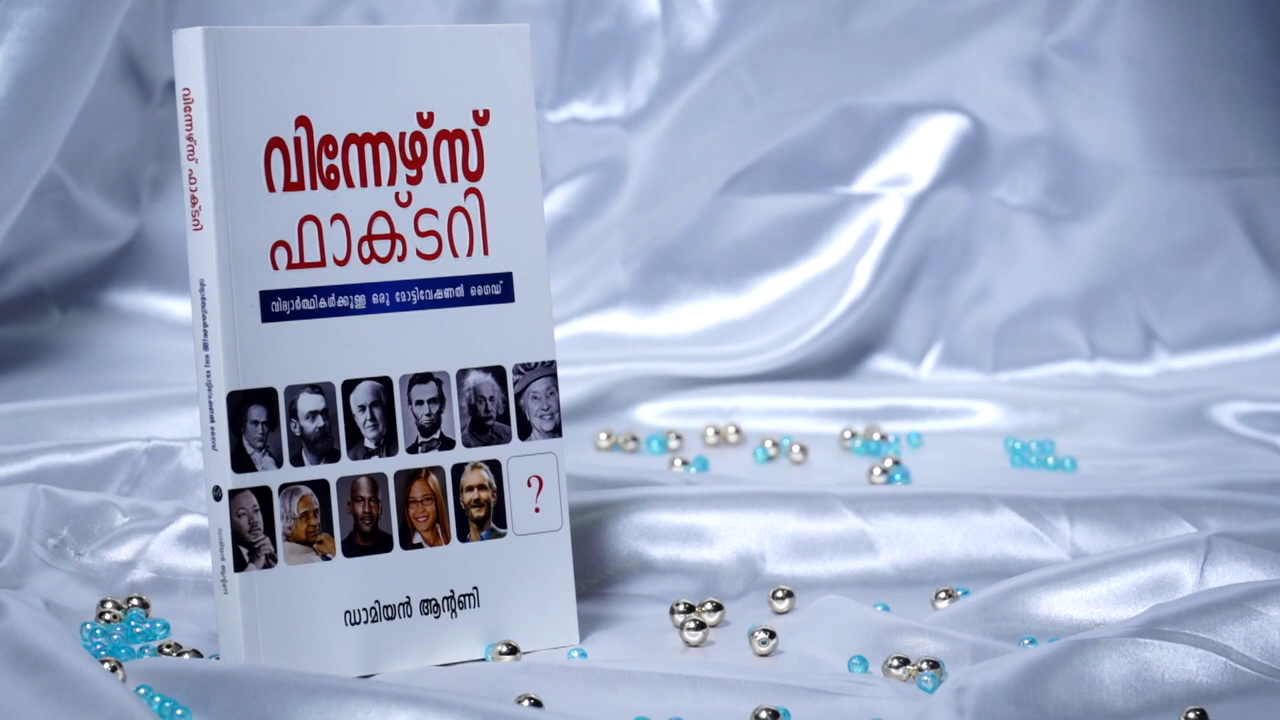 വിന്നേഴ്സ്
ഫാക്ടറി
വിദ്യാർത്ഥികൾക്കുള്ള ഒരു മോട്ടിവേഷണൽ ഗൈഡ്
?
ഡാമിയൻ ആന്റണി
വിന്നേഴ്സ് ഫാക്ടറി